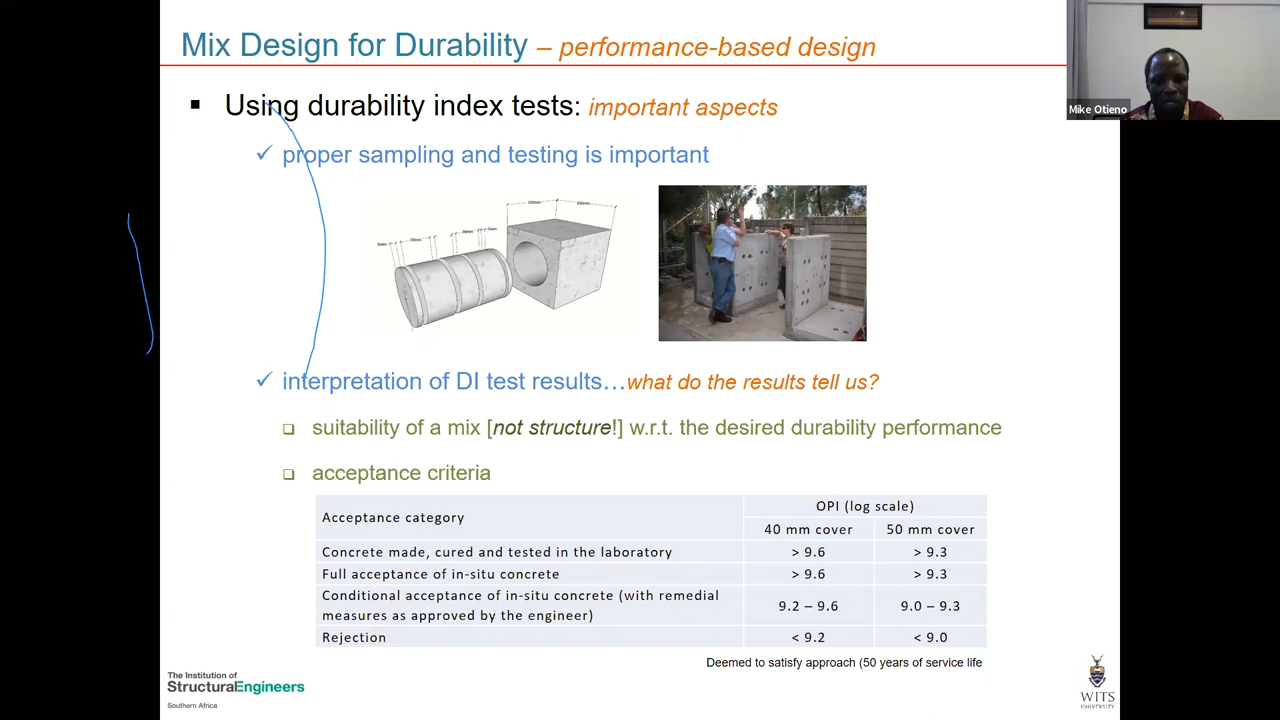 Mix Design for Durability – performance-based design
Mike Otieno
▪ Using durability index tests: important aspects
✓ proper sampling and testing is important
✓ interpretation of DI test results…what do the results tell us?
❑ suitability of a mix [not structure!] w.r.t. the desired durability performance
❑ acceptance criteria
Acceptance category
OPI (log scale)
40 mm cover 50 mm cover
Concrete made, cured and tested in the laboratory > 9.6 > 9.3
Full acceptance of in-situ concrete > 9.6 > 9.3
Conditional acceptance of in-situ concrete (with remedial
measures as approved by the engineer) 9.2 – 9.6 9.0 – 9.3
Rejection < 9.2 < 9.0
Deemed to satisfy approach (50 years of service life
The Institution of
StructuralEngineers
Southern Africa
WITS
UNIVERSITY